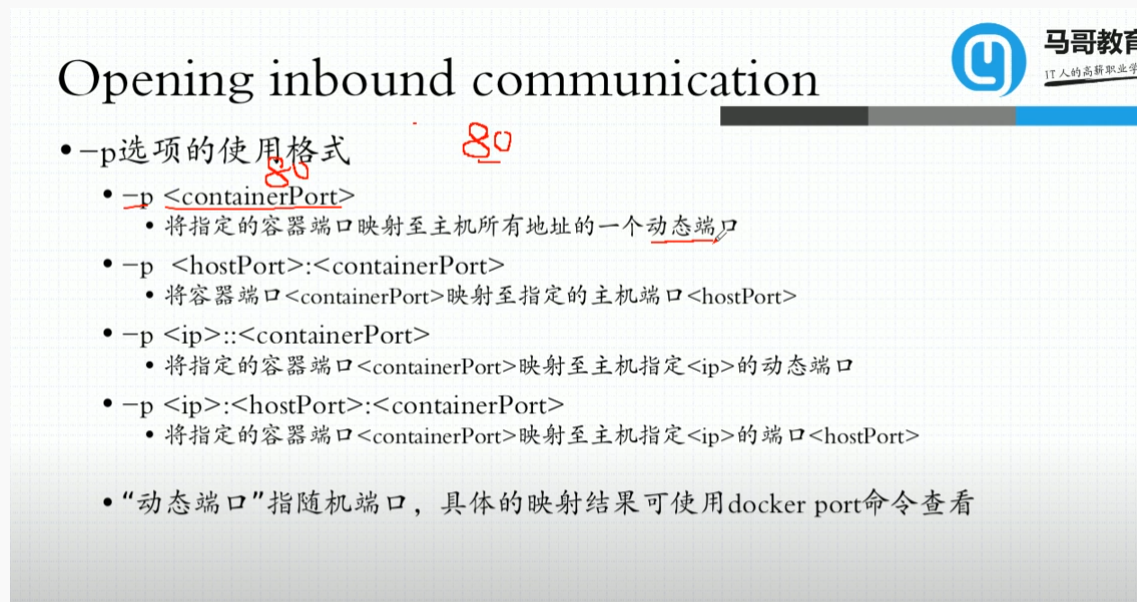 马哥教育
IT人的高薪职业学
Opening inbound communication
80
•–p选项的使用格式
80
•–p <containerPort>
•将指定的容器端口映射至主机所有地址的一个动态端口
•–p <hostPort>:<containerPort>
•将容器端口<containerPort>映射至指定的主机端口<hostPort>
•–p <ip>::<containerPort>
•将指定的容器端口<containerPort>映射至主机指定<ip>的动态端口
•–p <ip>:<hostPort>:<containerPort>
•将指定的容器端口<containerPort>映射至主机指定<ip>的端口<hostPort>
•“动态端口”指随机端口，具体的映射结果可使用docker port命令查看